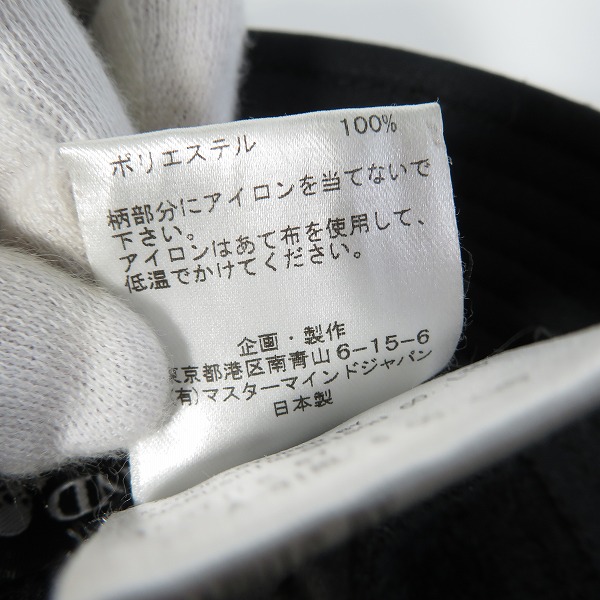 ポリエステル 100%
柄部分にアイロンを当てないで
下さい。
アイロンはあて布を使用して、
低温でかけてください。
企画・製作
東京都港区南青山6-15-6
(有)マスターマインドジャパン
日本製
ND